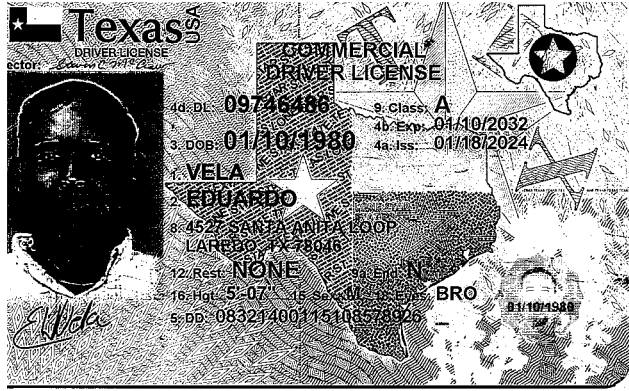 Texas USA
DRIVER LICENSE
ector:
COMMERCIAL
DRIVER LICENSE
4d. DL: 09746486 9. Class: A
4b. Exp: 01/10/2032
3. DOB: 01/10/1980 4a. Iss: 01/18/2024
1. VELA
2. EDUARDO
8. 4527 SANTA ANITA LOOP
LAREDO, TX 78046
12. Rest: NONE 9a. End: N
16. Hgt: 5'-07" 15. Sex: M 18. Eyes: BRO
01/10/1980
5. DD: